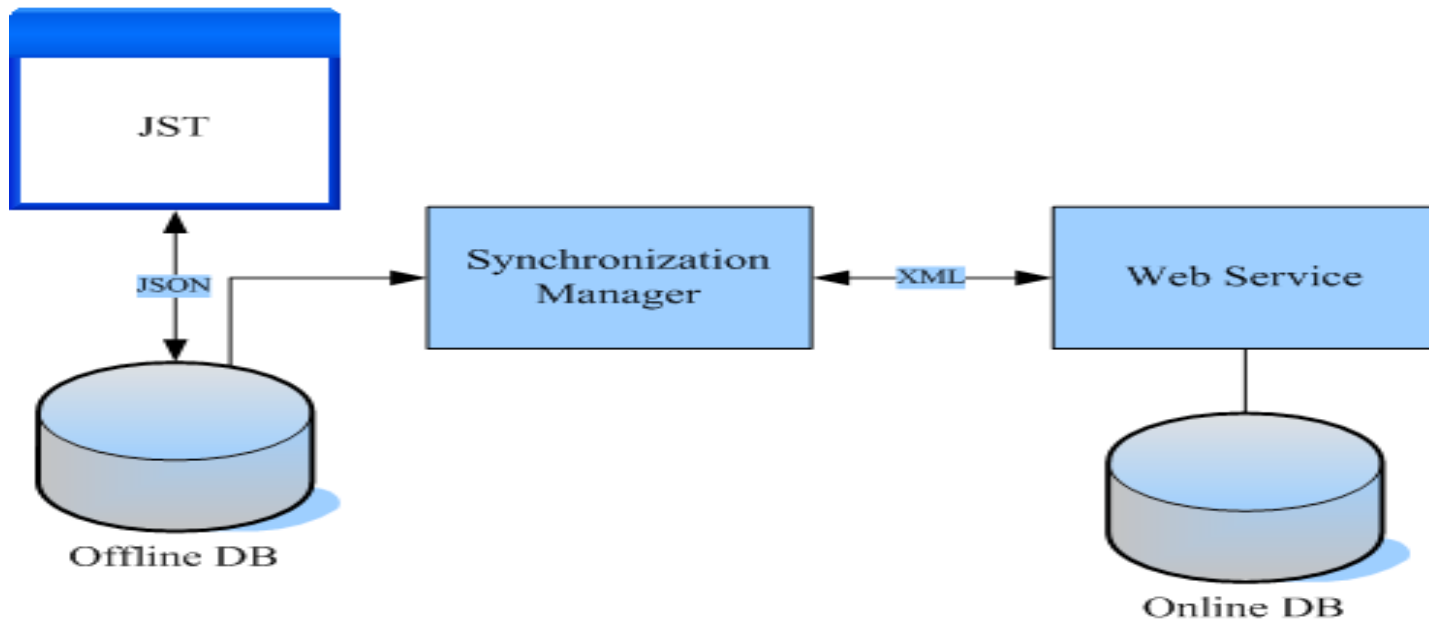 JST
JSON
Synchronization
Manager
XML
Web Service
Offline DB
Online DB